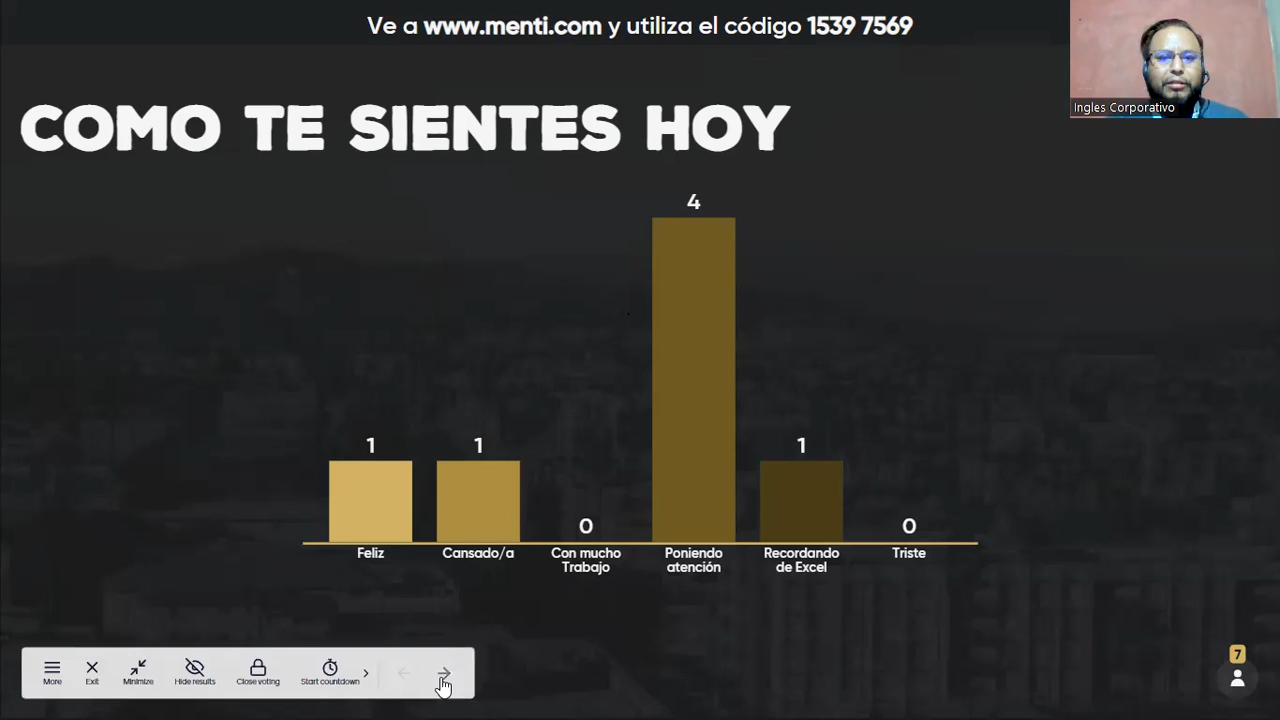 Ve a www.menti.com y utiliza el código 1539 7569
Ingles Corporativo
COMO TE SIENTES HOY
4
1
1
1
0
0
Feliz
Cansado/a
Con mucho
Trabajo
Poniendo
atención
Recordando
de Excel
Triste
7
More
Exit
Minimize
Hide results
Close voting
Start countdown